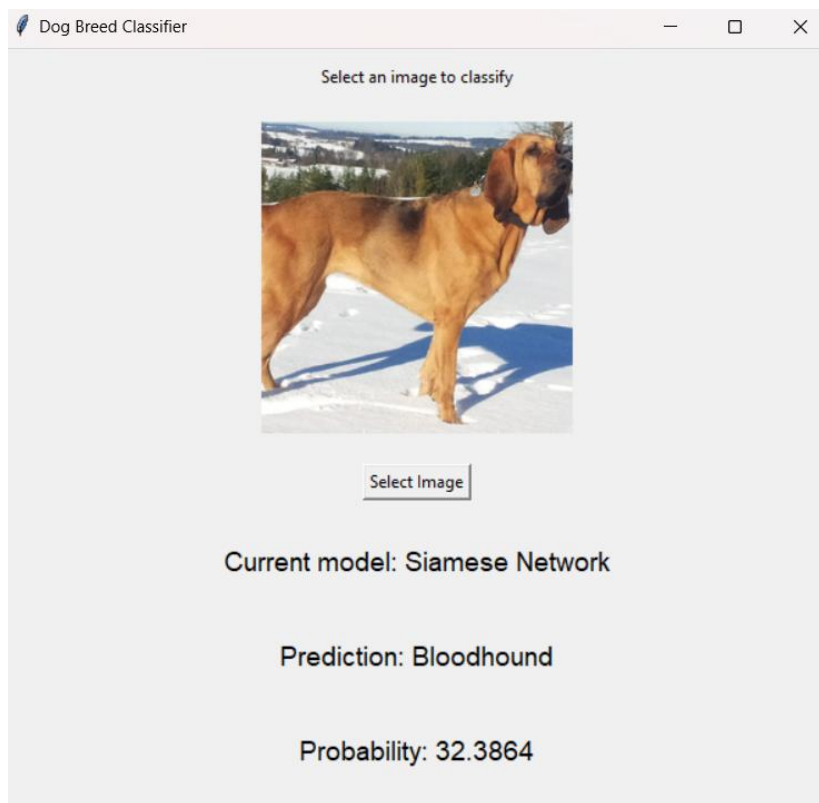 Dog Breed Classifier
Select an image to classify
Select Image
Current model: Siamese Network
Prediction: Bloodhound
Probability: 32.3864